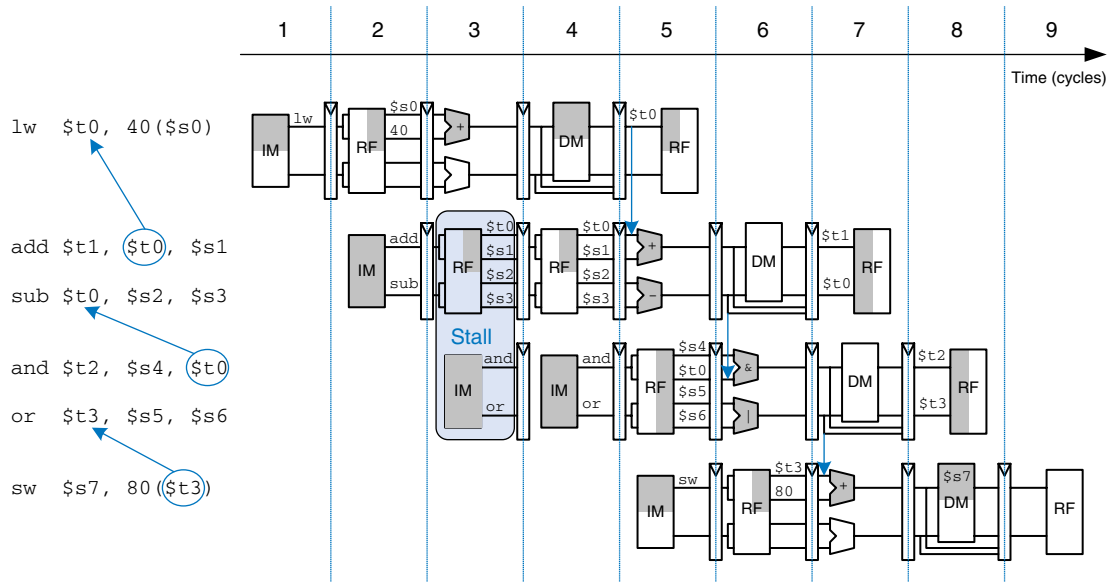 1 2 3 4 5 6 7 8 9
Time (cycles)
lw $t0, 40($s0)
add $t1, $t0, $s1
sub $t0, $s2, $s3
and $t2, $s4, $t0
or $t3, $s5, $s6
sw $s7, 80($t3)
IM lw RF $s0 40 + DM $t0 RF
IM add sub RF $t0 $s1 $s2 $s3 RF $t0 $s1 $s2 $s3 + - DM $t1 $t0 RF
Stall
IM and or IM and or RF $s4 $t0 $s5 $s6 & | DM $t2 $t3 RF
IM sw RF $t3 80 + $s7 DM RF